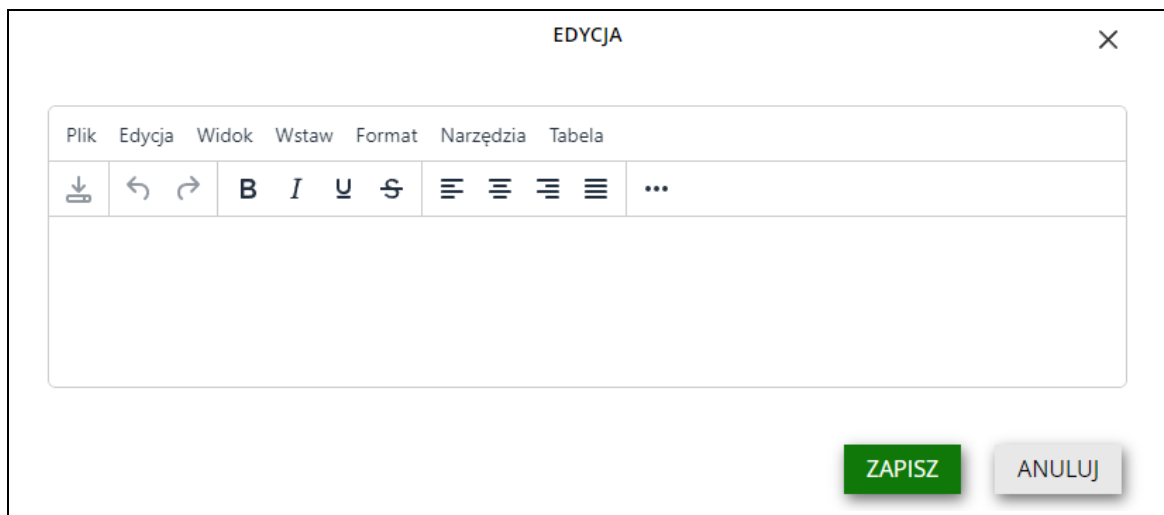 EDYCJA
Plik Edycja Widok Wstaw Format Narzędzia Tabela
B I U S
ZAPISZ ANULUJ